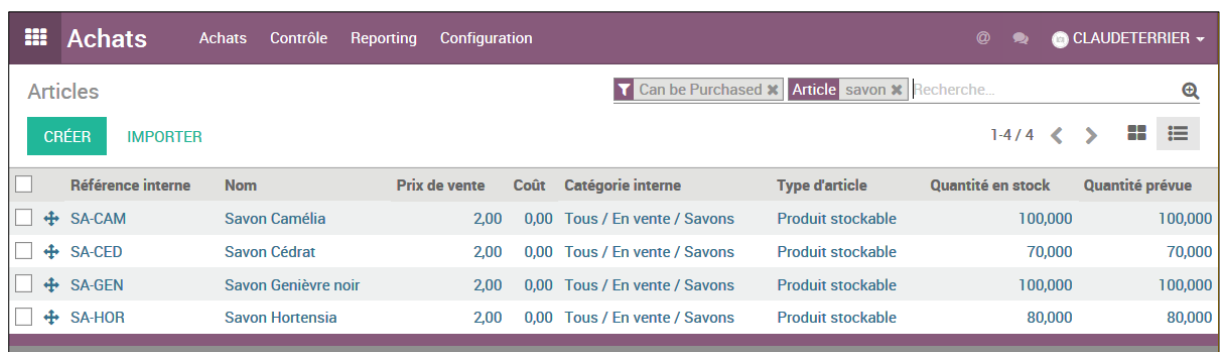 Achats Achats Contrôle Reporting Configuration @ CLAUDETERRIER
Articles Can be Purchased Article savon Recherche...
CRÉER IMPORTER 1-4 / 4
Référence interne Nom Prix de vente Coût Catégorie interne Type d'article Quantité en stock Quantité prévue
SA-CAM Savon Camélia 2,00 0,00 Tous / En vente / Savons Produit stockable 100,000 100,000
SA-CED Savon Cédrat 2,00 0,00 Tous / En vente / Savons Produit stockable 70,000 70,000
SA-GEN Savon Genièvre noir 2,00 0,00 Tous / En vente / Savons Produit stockable 100,000 100,000
SA-HOR Savon Hortensia 2,00 0,00 Tous / En vente / Savons Produit stockable 80,000 80,000